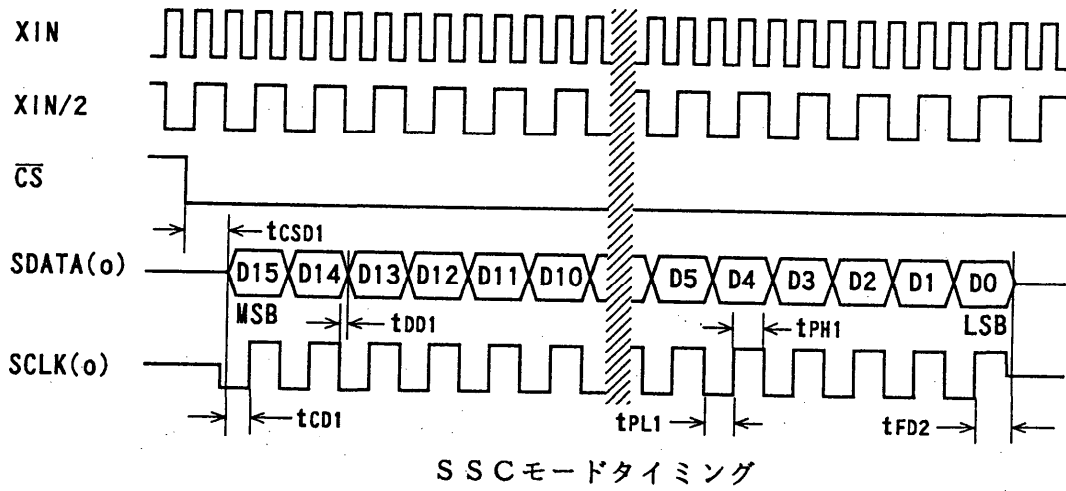 XIN
XIN/2
CS
tCSD1
SDATA(o)
D15 D14 D13 D12 D11 D10 D5 D4 D3 D2 D1 D0
MSB
tDD1
tPH1
LSB
SCLK(o)
tCD1
tPL1
tFD2
SSCモードタイミング